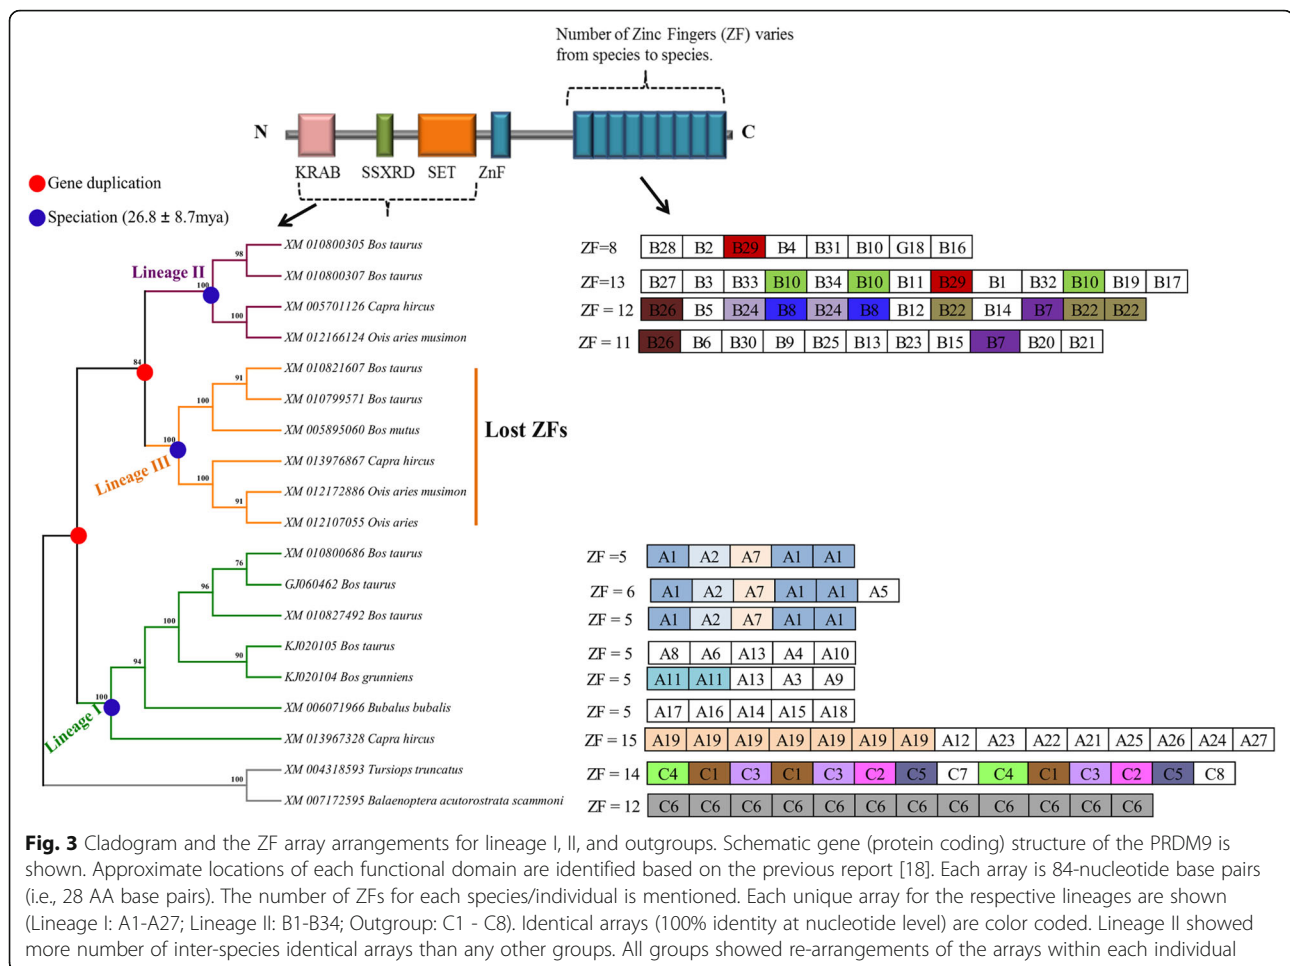 Number of Zinc Fingers (ZF) varies
from species to species.
N
C
KRAB
SSXRD
SET
ZnF
Gene duplication
Speciation (26.8 ± 8.7mya)
Lineage II
98
100
100
84
XM 010800305 Bos taurus
XM 010800307 Bos taurus
XM 005701126 Capra hircus
XM 012166124 Ovis aries musimon
ZF=8 B28 B2 B29 B4 B31 B10 G18 B16
ZF=13 B27 B3 B33 B10 B34 B10 B11 B29 B1 B32 B10 B19 B17
ZF = 12 B26 B5 B24 B8 B24 B8 B12 B22 B14 B7 B22 B22
ZF = 11 B26 B6 B30 B9 B25 B13 B23 B15 B7 B20 B21
Lineage III
91
100
100
100
91
XM 010821607 Bos taurus
XM 010799571 Bos taurus
XM 005895060 Bos mutus
XM 013976867 Capra hircus
XM 012172886 Ovis aries musimon
XM 012107055 Ovis aries
Lost ZFs
Lineage I
76
96
100
90
94
100
XM 010800686 Bos taurus
GJ060462 Bos taurus
XM 010827492 Bos taurus
KJ020105 Bos taurus
KJ020104 Bos grunniens
XM 006071966 Bubalus bubalis
XM 013967328 Capra hircus
100
XM 004318593 Tursiops truncatus
XM 007172595 Balaenoptera acutorostrata scammoni
ZF =5 A1 A2 A7 A1 A1
ZF = 6 A1 A2 A7 A1 A1 A5
ZF = 5 A1 A2 A7 A1 A1
ZF = 5 A8 A6 A13 A4 A10
ZF = 5 A11 A11 A13 A3 A9
ZF = 5 A17 A16 A14 A15 A18
ZF = 15 A19 A19 A19 A19 A19 A19 A19 A12 A23 A22 A21 A25 A26 A24 A27
ZF = 14 C4 C1 C3 C1 C3 C2 C5 C7 C4 C1 C3 C2 C5 C8
ZF = 12 C6 C6 C6 C6 C6 C6 C6 C6 C6 C6 C6 C6
Fig. 3 Cladogram and the ZF array arrangements for lineage I, II, and outgroups. Schematic gene (protein coding) structure of the PRDM9 is
shown. Approximate locations of each functional domain are identified based on the previous report [18]. Each array is 84-nucleotide base pairs
(i.e., 28 AA base pairs). The number of ZFs for each species/individual is mentioned. Each unique array for the respective lineages are shown
(Lineage I: A1-A27; Lineage II: B1-B34; Outgroup: C1 - C8). Identical arrays (100% identity at nucleotide level) are color coded. Lineage II showed
more number of inter-species identical arrays than any other groups. All groups showed re-arrangements of the arrays within each individual